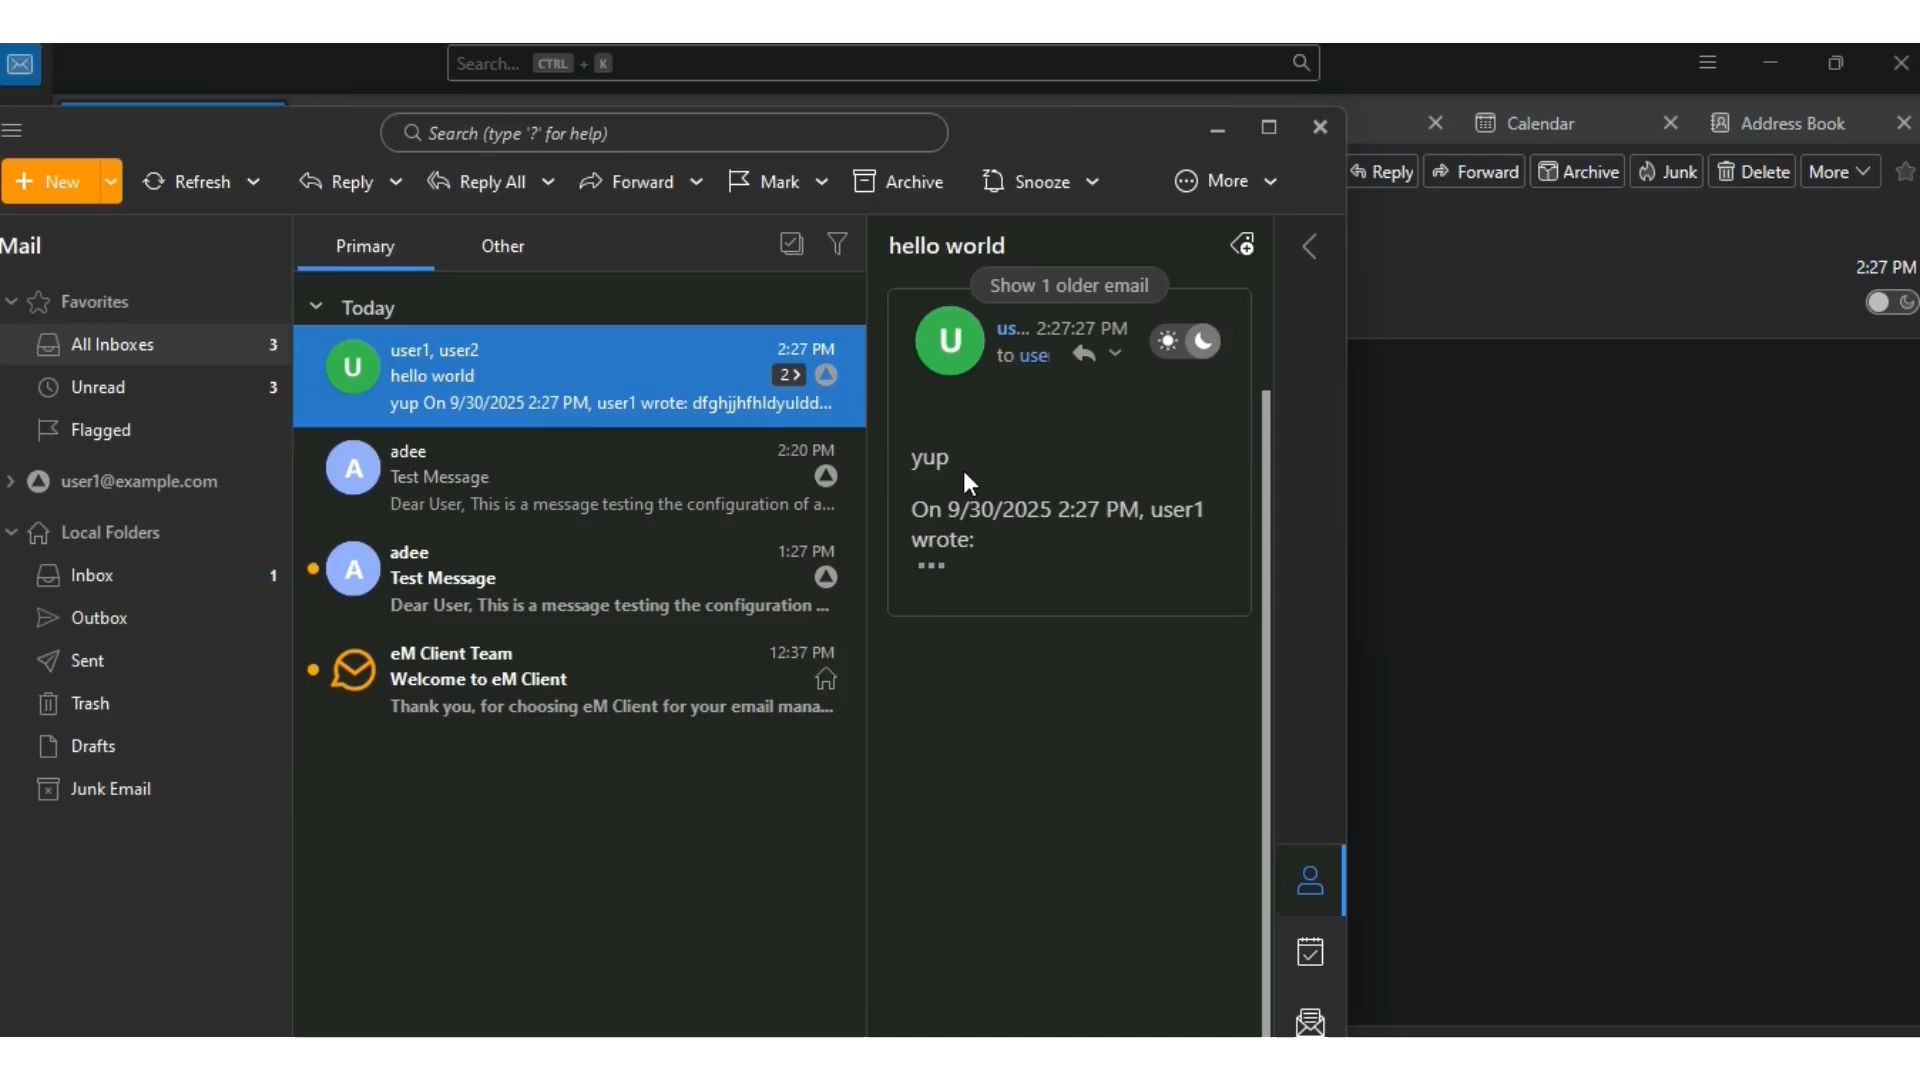 Search... CTRL + K
Search (type '?' for help)
Calendar
Address Book
New
Refresh
Reply
Reply All
Forward
Mark
Archive
Snooze
More
Reply
Forward
Archive
Junk
Delete
More
Mail
Favorites
All Inboxes 3
Unread 3
Flagged
user1@example.com
Local Folders
Inbox 1
Outbox
Sent
Trash
Drafts
Junk Email
Primary
Other
Today
U
user1, user2 2:27 PM
hello world 2
yup On 9/30/2025 2:27 PM, user1 wrote: dfghjjhfhldyuldd...
A
adee 2:20 PM
Test Message
Dear User, This is a message testing the configuration of a...
A
adee 1:27 PM
Test Message
Dear User, This is a message testing the configuration ...
eM Client Team 12:37 PM
Welcome to eM Client
Thank you, for choosing eM Client for your email mana...
hello world
Show 1 older email
U
us... 2:27:27 PM
to use
yup
On 9/30/2025 2:27 PM, user1
wrote:
2:27 PM